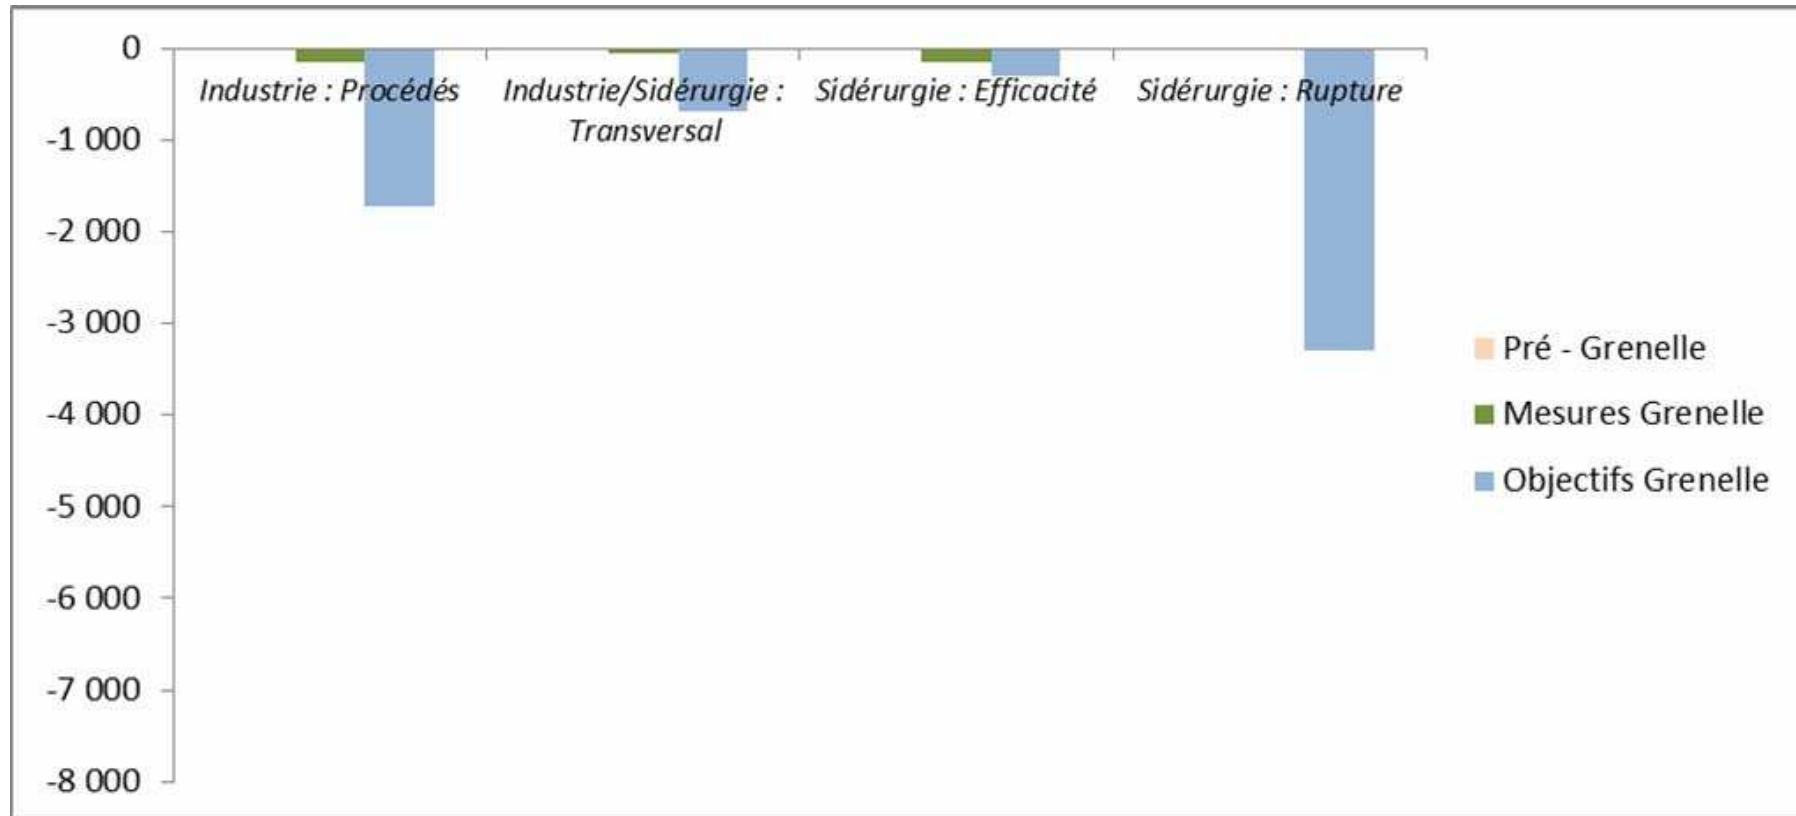 0
-1 000
-2 000
-3 000
-4 000
-5 000
-6 000
-7 000
-8 000
Industrie : Procédés
Industrie/Sidérurgie :
Transversal
Sidérurgie : Efficacité
Sidérurgie : Rupture
Pré - Grenelle
Mesures Grenelle
Objectifs Grenelle